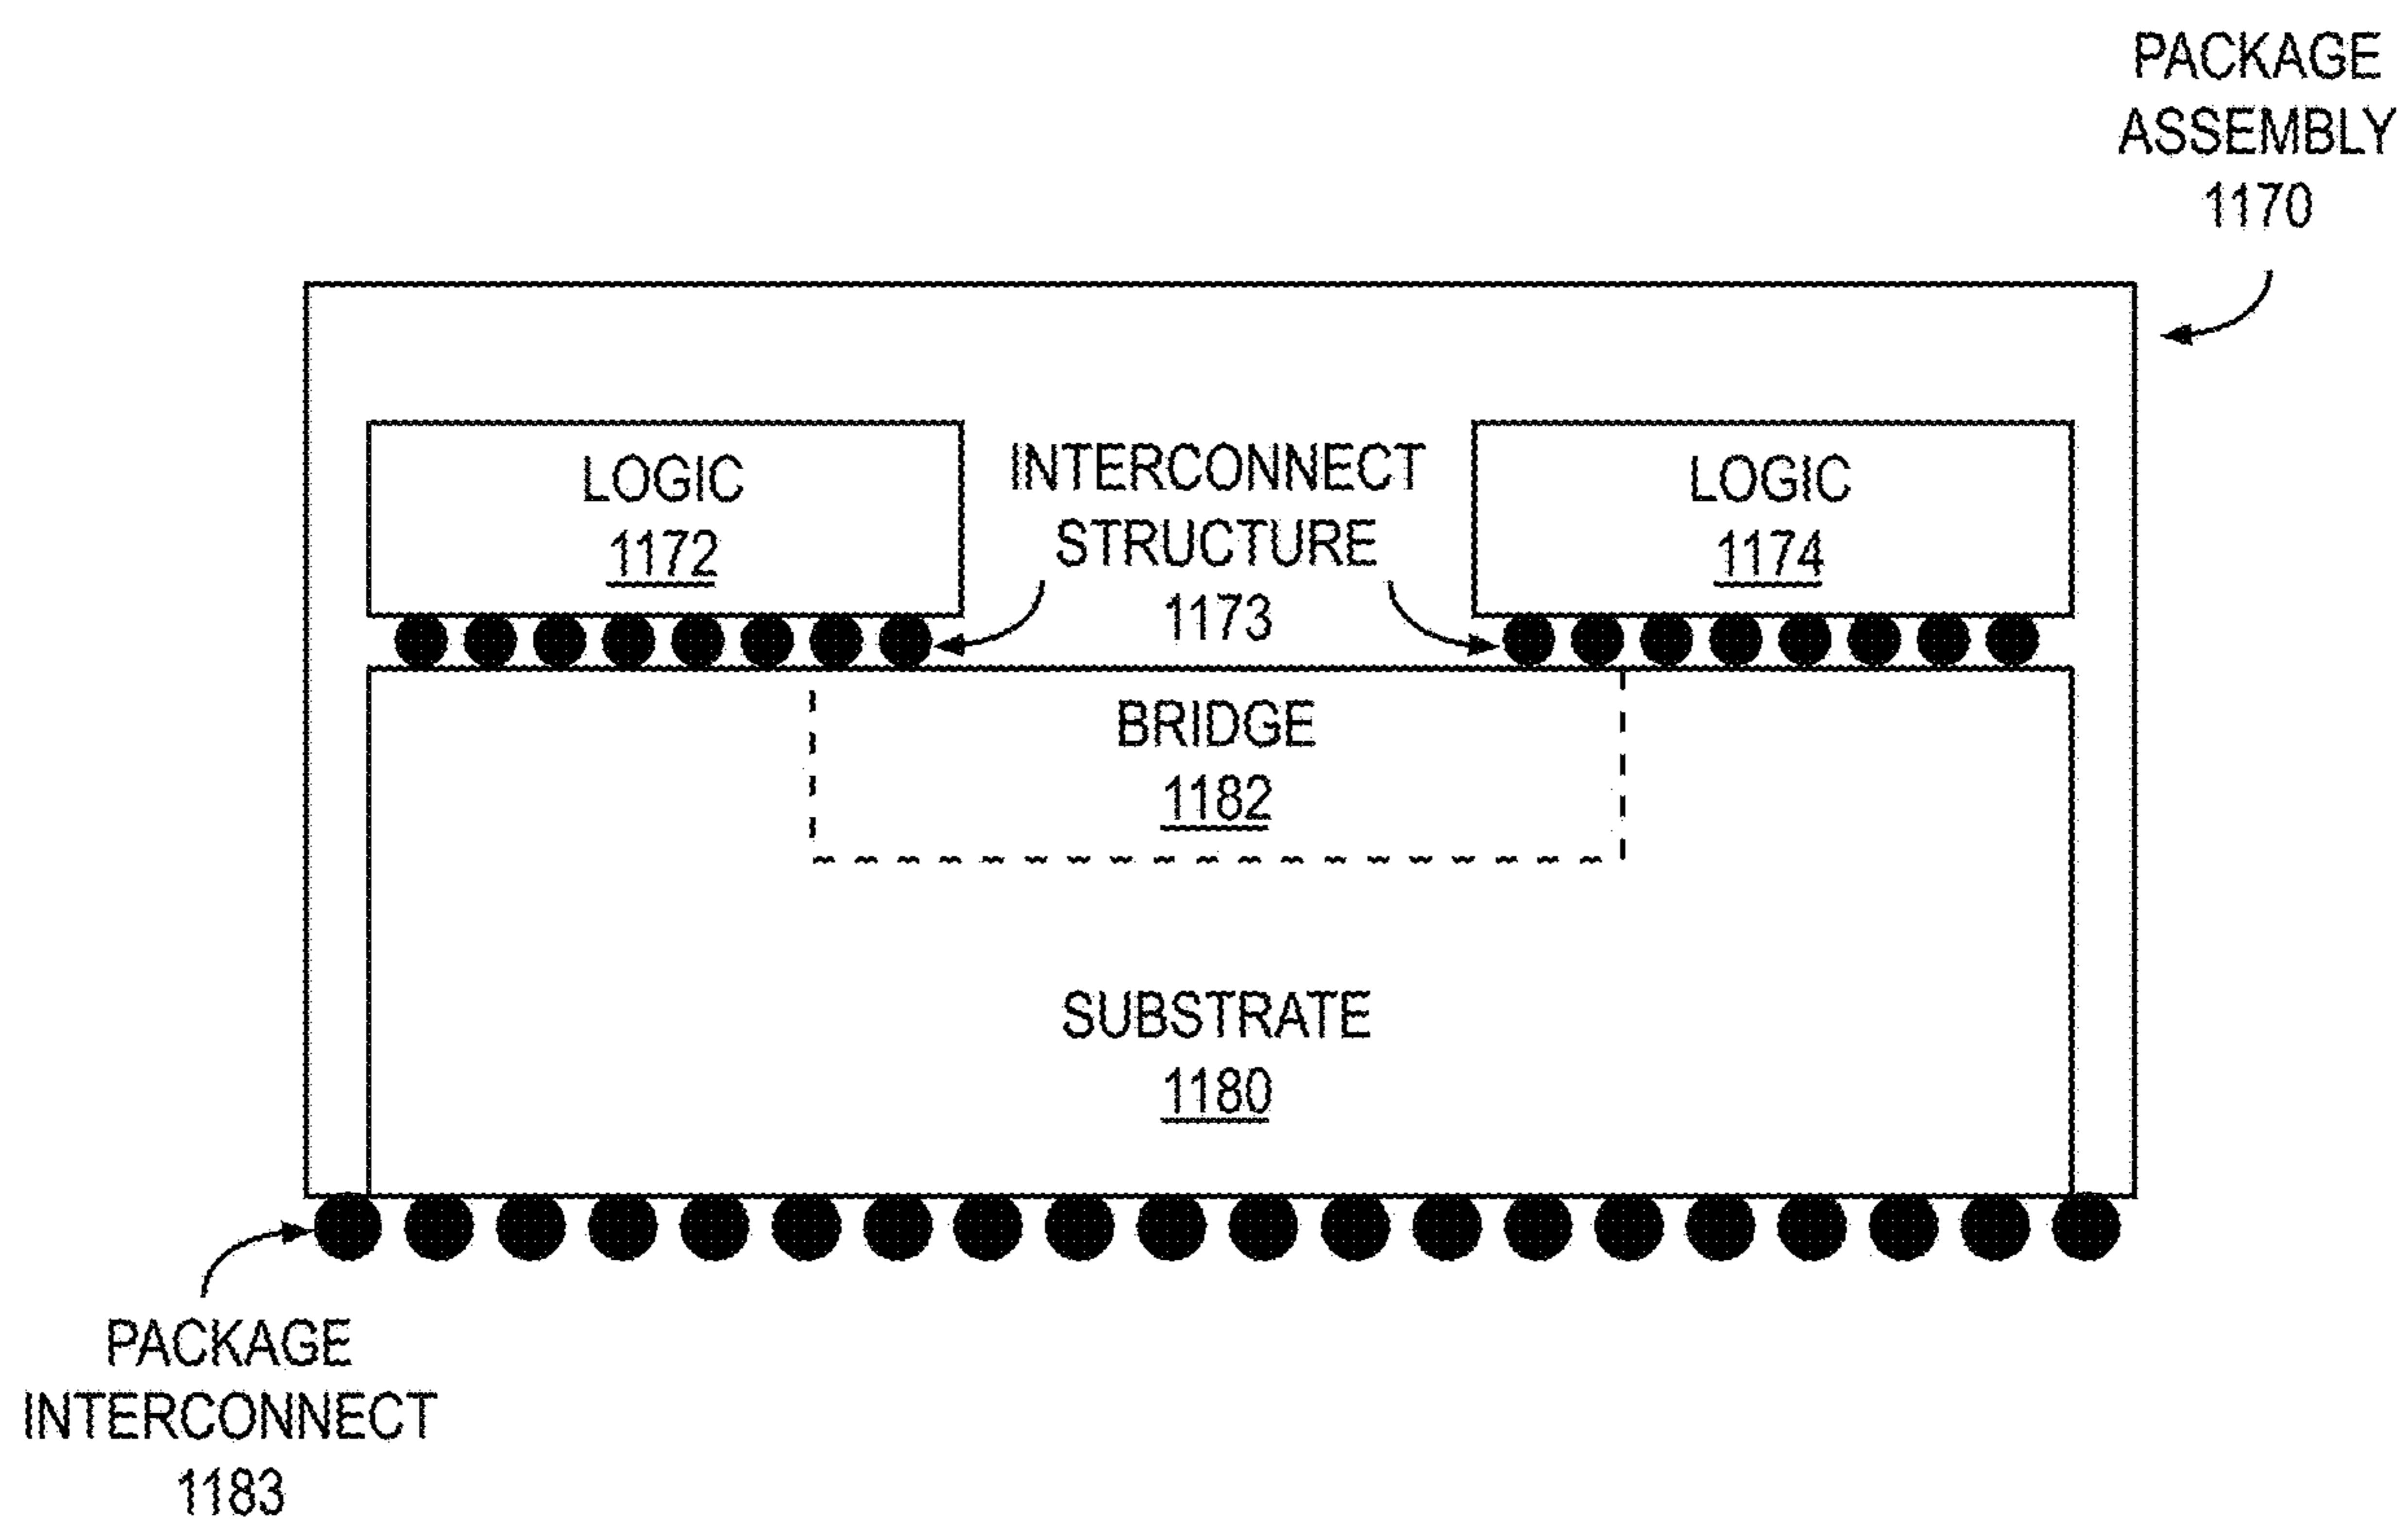 PACKAGE
ASSEMBLY
1170
LOGIC
1172
INTERCONNECT
STRUCTURE
1173
LOGIC
1174
BRIDGE
1182
SUBSTRATE
1180
PACKAGE
INTERCONNECT
1183